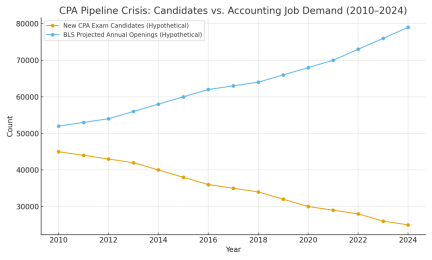 CPA Pipeline Crisis: Candidates vs. Accounting Job Demand (2010–2024)
New CPA Exam Candidates (Hypothetical)
BLS Projected Annual Openings (Hypothetical)
80000
70000
60000
50000
40000
30000
Count
2010
2012
2014
2016
2018
2020
2022
2024
Year